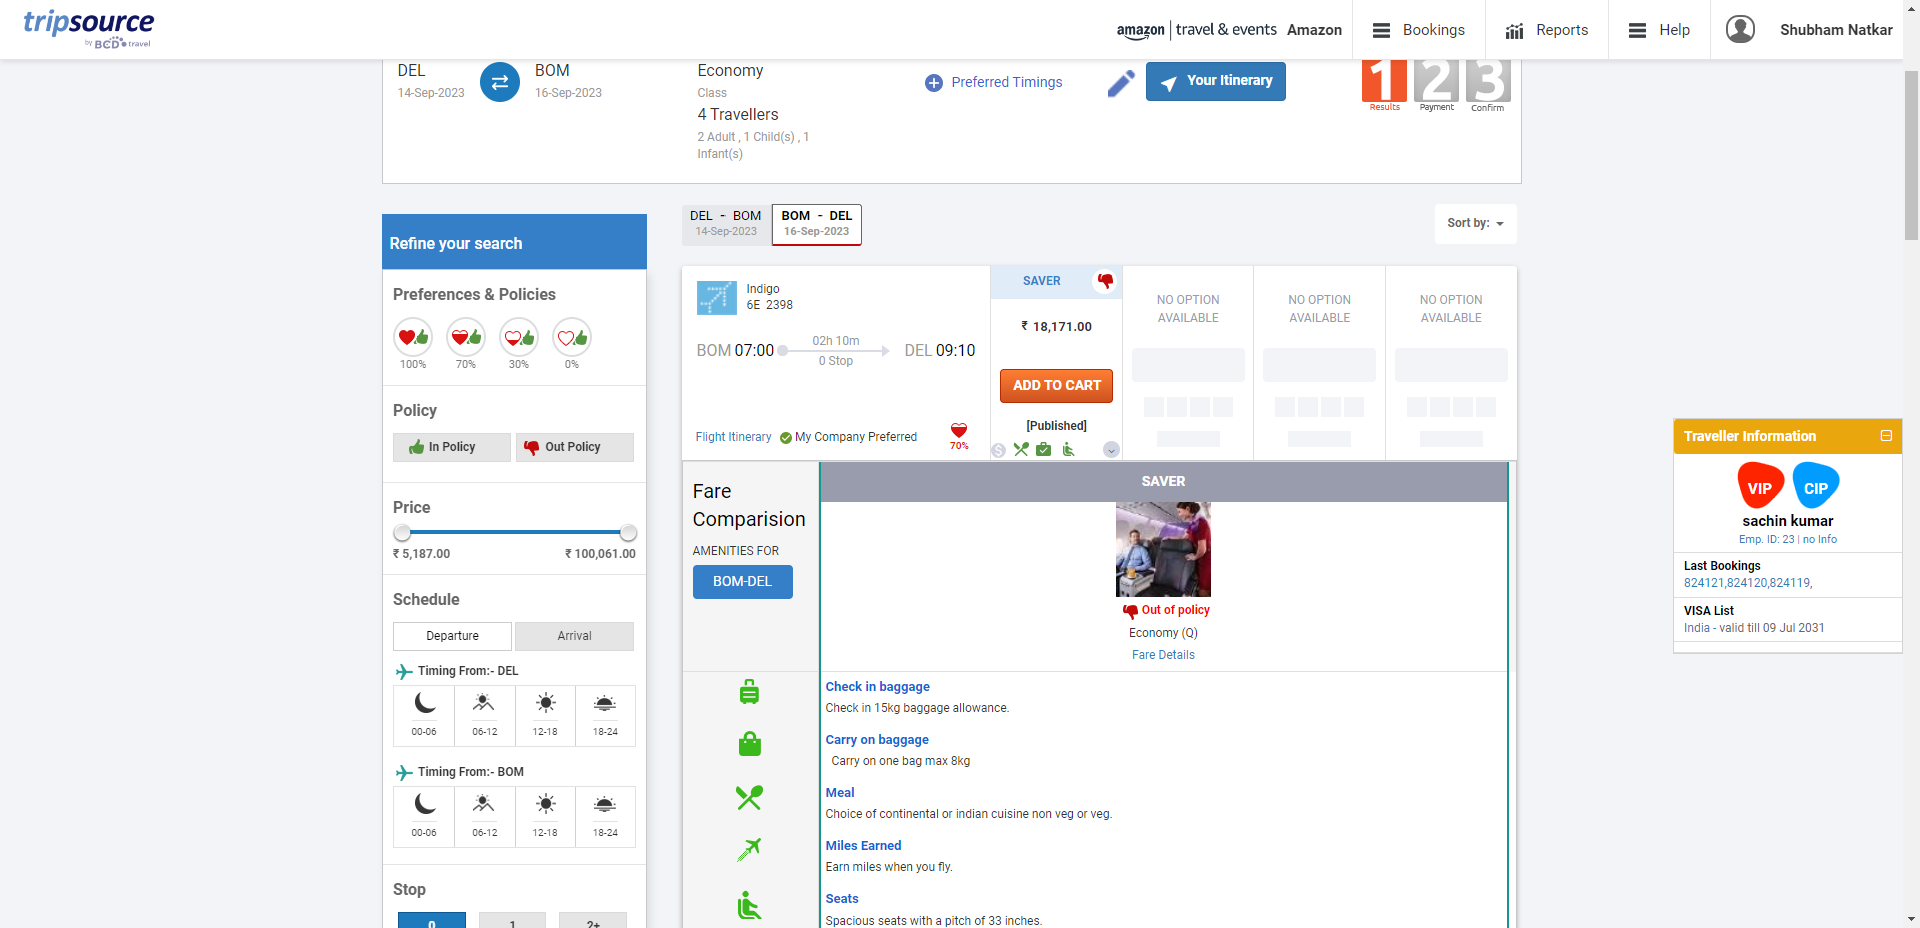 tripsource
by BCD travel
amazon | travel & events Amazon
Bookings
Reports
Help
Shubham Natkar
DEL
14-Sep-2023
BOM
16-Sep-2023
Economy
Class
4 Travellers
2 Adult , 1 Child(s) , 1
Infant(s)
Preferred Timings
Your Itinerary
1 2 3
Results Payment Confirm
DEL - BOM
14-Sep-2023
BOM - DEL
16-Sep-2023
Sort by:
Refine your search
Preferences & Policies
100% 70% 30% 0%
Policy
In Policy
Out Policy
Price
₹ 5,187.00
₹ 100,061.00
Schedule
Departure
Arrival
Timing From:- DEL
00-06 06-12 12-18 18-24
Timing From:- BOM
00-06 06-12 12-18 18-24
Stop
0 1 2+
Indigo
6E 2398
BOM 07:00
02h 10m
0 Stop
DEL 09:10
Flight Itinerary
My Company Preferred
70%
SAVER
₹ 18,171.00
ADD TO CART
[Published]
NO OPTION
AVAILABLE
NO OPTION
AVAILABLE
NO OPTION
AVAILABLE
Fare
Comparision
AMENITIES FOR
BOM-DEL
SAVER
Out of policy
Economy (Q)
Fare Details
Check in baggage
Check in 15kg baggage allowance.
Carry on baggage
Carry on one bag max 8kg
Meal
Choice of continental or indian cuisine non veg or veg.
Miles Earned
Earn miles when you fly.
Seats
Spacious seats with a pitch of 33 inches.
Traveller Information
VIP
CIP
sachin kumar
Emp. ID: 23 | no Info
Last Bookings
824121,824120,824119,
VISA List
India - valid till 09 Jul 2031